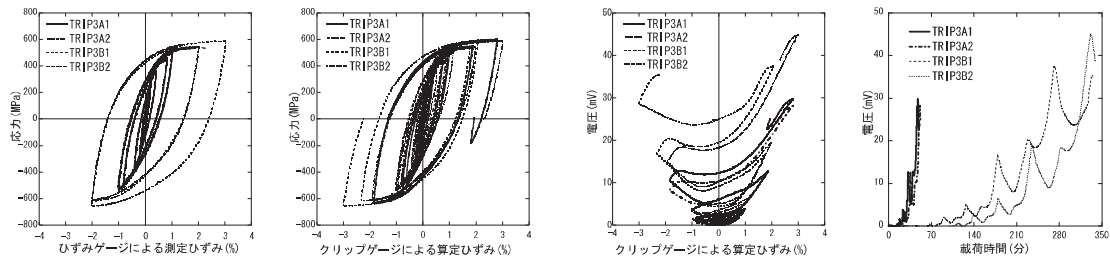 800
600
400
200
0
-200
-400
-600
-800
応力(MPa)
TRIP3A1
TRIP3A2
TRIP3B1
TRIP3B2
-4 -3 -2 -1 0 1 2 3 4
ひずみゲージによる測定ひずみ(%)
800
600
400
200
0
-200
-400
-600
-800
応力(MPa)
TRIP3A1
TRIP3A2
TRIP3B1
TRIP3B2
-4 -3 -2 -1 0 1 2 3 4
クリップゲージによる算定ひずみ(%)
50
40
30
20
10
0
電圧(mV)
TRIP3A1
TRIP3A2
TRIP3B1
TRIP3B2
-4 -3 -2 -1 0 1 2 3 4
クリップゲージによる算定ひずみ(%)
50
40
30
20
10
0
電圧(mV)
TRIP3A1
TRIP3A2
TRIP3B1
TRIP3B2
0 70 140 210 280 350
載荷時間(分)